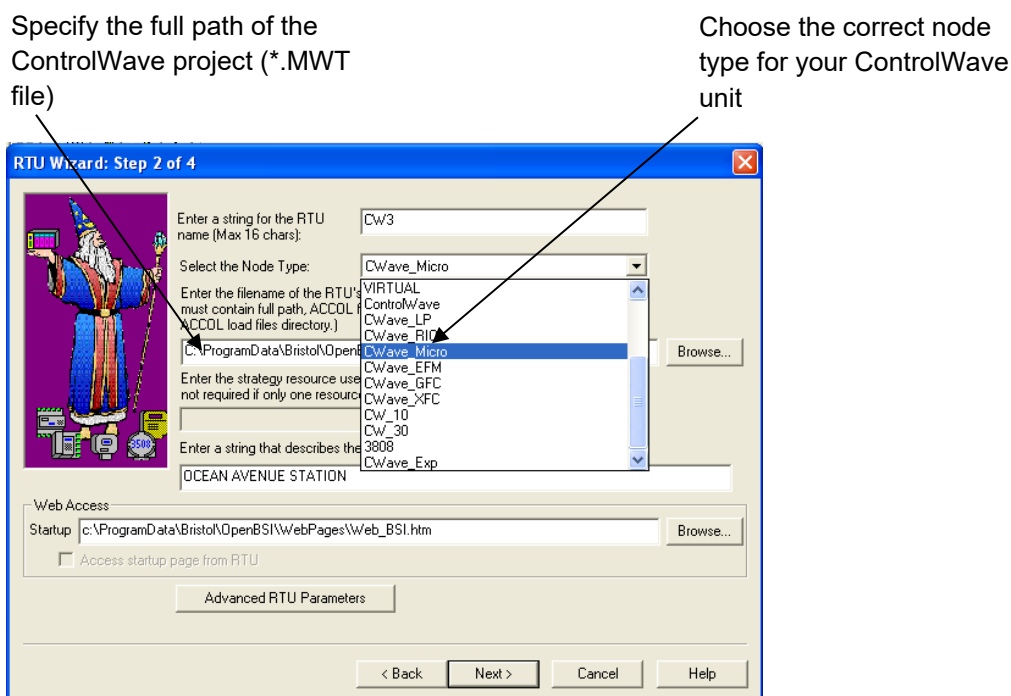 Specify the full path of the
ControlWave project (*.MWT
file)
Choose the correct node
type for your ControlWave
unit
RTU Wizard: Step 2 of 4
Enter a string for the RTU
name (Max 16 chars):
CW3
Select the Node Type:
CWave_Micro
Enter the filename of the RTU's
must contain full path, ACCOL
ACCOL load files directory.)
VIRTUAL
ControlWave
CWave_LP
CWave_RIO
CWave_Micro
CWave_EFM
CWave_GFC
CWave_XFC
CW_10
CW_30
3808
CWave_Exp
C:\ProgramData\Bristol\Open
Browse...
Enter the strategy resource use
not required if only one resourc
Enter a string that describes the
OCEAN AVENUE STATION
3508
Web Access
Startup
c:\ProgramData\Bristol\OpenBSI\WebPages\Web_BSI.htm
Browse...
Access startup page from RTU
Advanced RTU Parameters
< Back
Next >
Cancel
Help